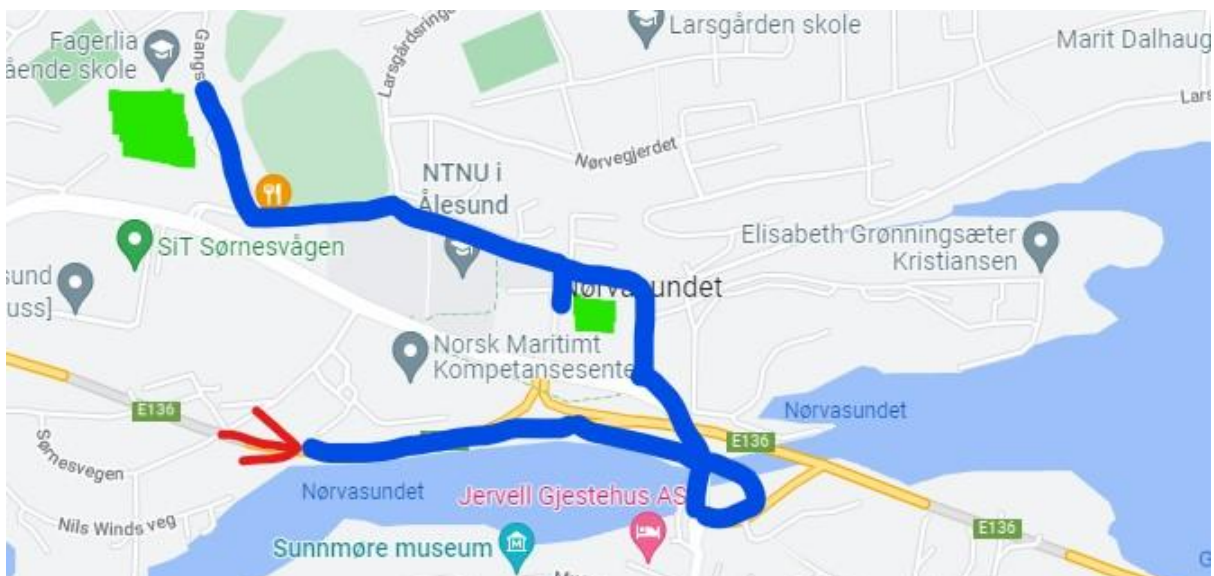 Fagerlia
ående skole
Gangs
Larsgårdsringe
Larsgården skole
Marit Dalhaug
Lars
Nørvegjerdet
NTNU i
Ålesund
SiT Sørnesvågen
Elisabeth Grønningsæter
Kristiansen
sund
uss]
Nørvasundet
Norsk Maritimt
Kompetansesente
E136
Nørvasundet
E136
Sørnesvegen
Nørvasundet
Jervell Gjestehus AS
Nils Winds veg
E136
Sunnmøre museum